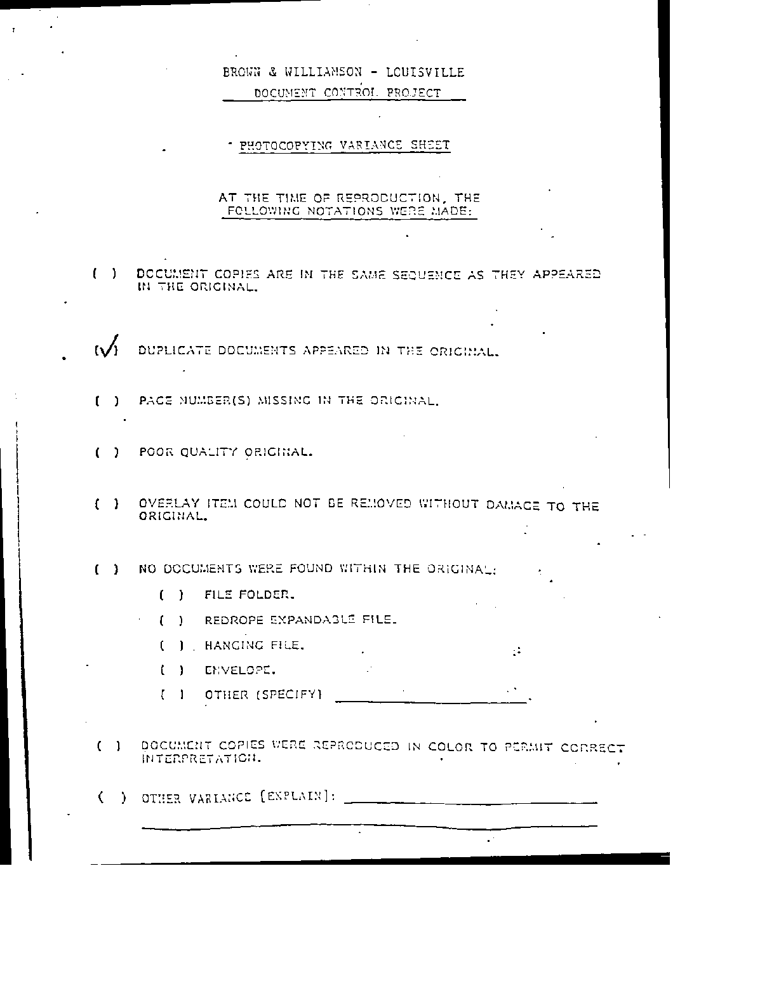 BROWN & WILLIAMSON - LOUISVILLE
DOCUMENT CONTROL PROJECT
PHOTOCOPYING VARIANCE SHEET
AT THE TIME OF REPRODUCTION, THE
FOLLOWING NOTATIONS WERE MADE:
( ) DOCUMENT COPIES ARE IN THE SAME SEQUENCE AS THEY APPEARED
IN THE ORIGINAL.
(✓) DUPLICATE DOCUMENTS APPEARED IN THE ORIGINAL.
( ) PAGE NUMBER(S) MISSING IN THE ORIGINAL.
( ) POOR QUALITY ORIGINAL.
( ) OVERLAY ITEM COULD NOT BE REMOVED WITHOUT DAMAGE TO THE
ORIGINAL.
( ) NO DOCUMENTS WERE FOUND WITHIN THE ORIGINAL:
( ) FILE FOLDER.
( ) REDROPE EXPANDABLE FILE.
( ) HANGING FILE.
( ) ENVELOPE.
( ) OTHER (SPECIFY)
( ) DOCUMENT COPIES WERE REPRODUCED IN COLOR TO PERMIT CORRECT
INTERPRETATION.
( ) OTHER VARIANCE [EXPLAIN]: